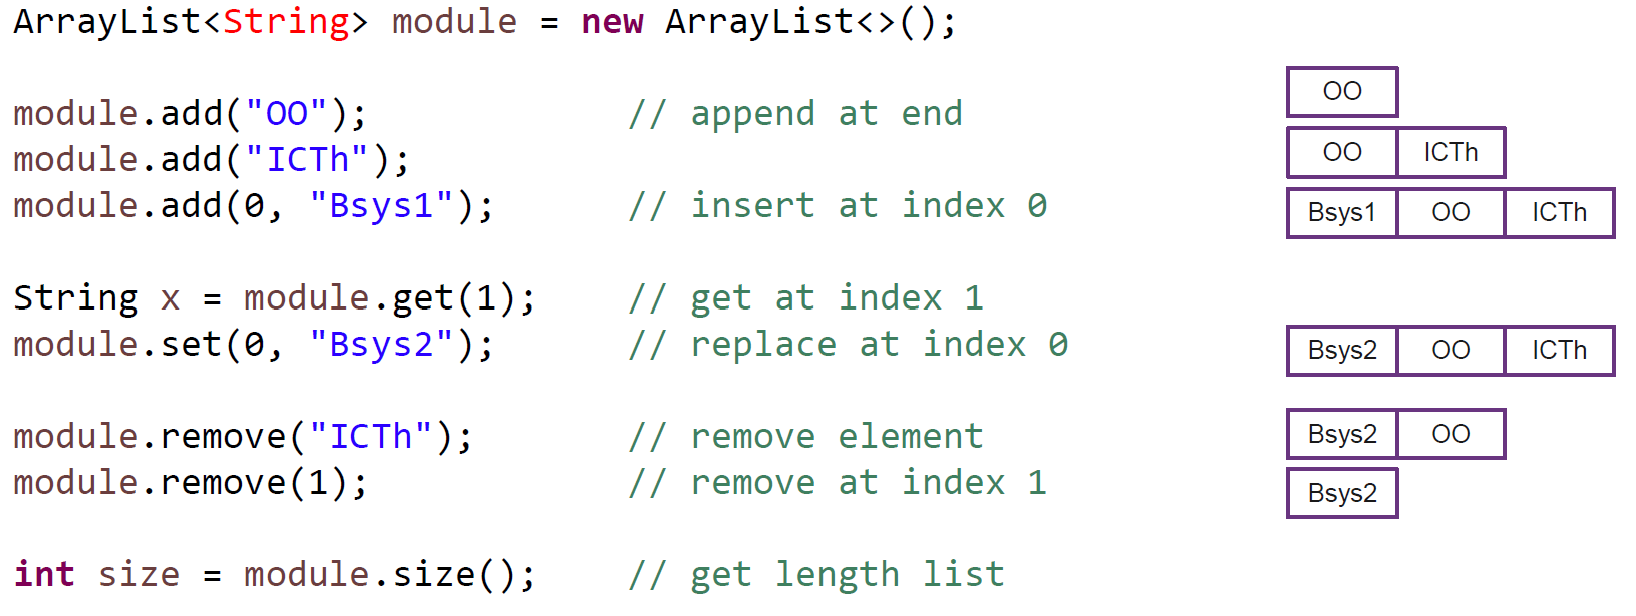 ArrayList<String> module = new ArrayList<>();
OO
module.add("OO"); // append at end
OO ICTh
module.add("ICTh");
module.add(0, "Bsys1"); // insert at index 0
Bsys1 OO ICTh
String x = module.get(1); // get at index 1
module.set(0, "Bsys2"); // replace at index 0
Bsys2 OO ICTh
module.remove("ICTh"); // remove element
Bsys2 OO
module.remove(1); // remove at index 1
Bsys2
int size = module.size(); // get length list